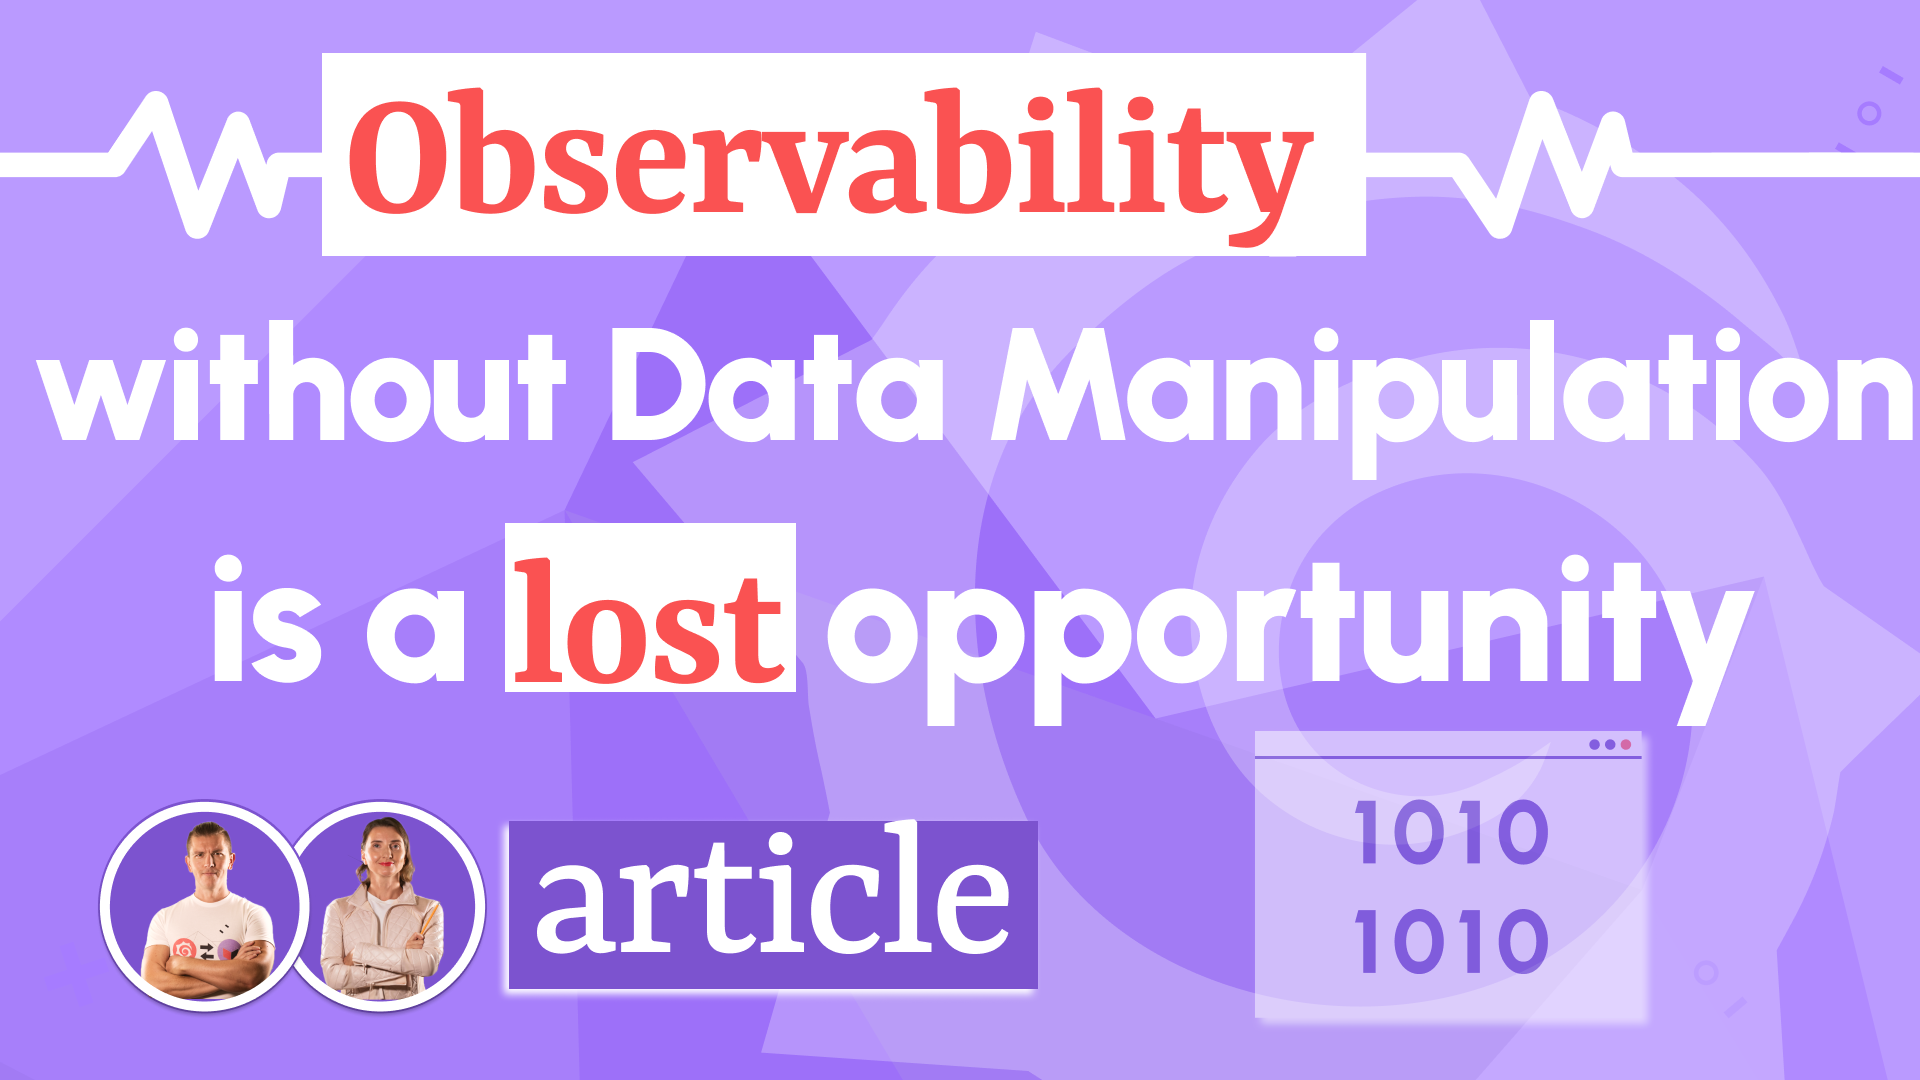 Observability
without Data Manipulation
is a lost opportunity
article
1010
1010